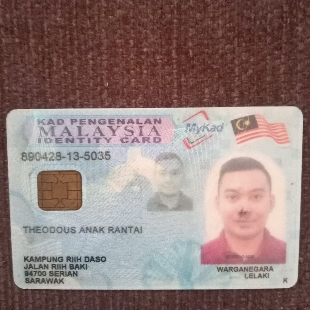 KAD PENGENALAN
MALAYSIA
IDENTITY CARD
MyKad
890428-13-5035
THEODOUS ANAK RANTAI
KAMPUNG RIIH DASO
JALAN RIIH BAKI
94700 SERIAN
SARAWAK
WARGANEGARA
LELAKI
K